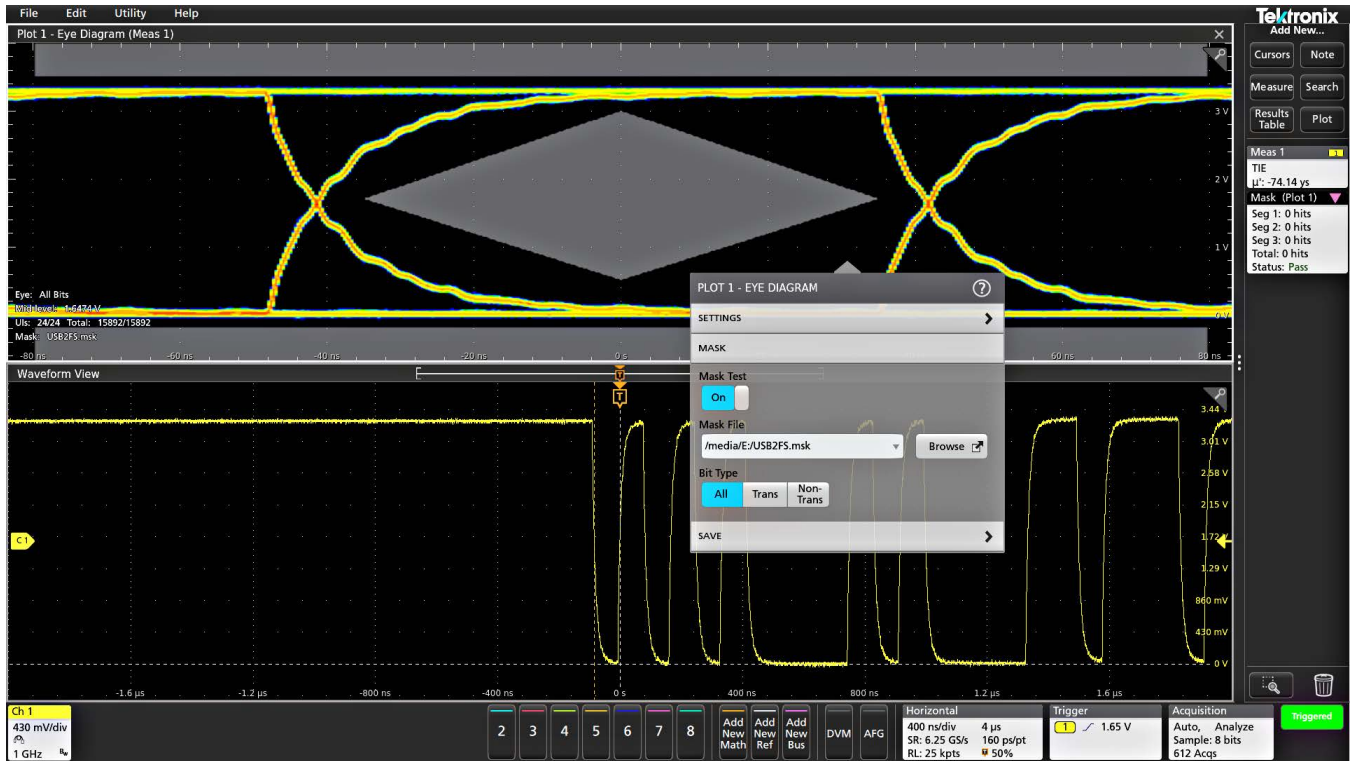 File Edit Utility Help
Tektronix
Add New...
Plot 1 - Eye Diagram (Meas 1)
Cursors Note
Measure Search
Results Table Plot
3 V
2 V
1 V
0 V
Meas 1 1
TIE
µ': -74.14 ys
Mask (Plot 1)
Seg 1: 0 hits
Seg 2: 0 hits
Seg 3: 0 hits
Total: 0 hits
Status: Pass
Eye: All Bits
Mid level: 1.6474 V
UIs: 24/24 Total: 15892/15892
Mask: USB2FS.msk
-80 ns -60 ns -40 ns -20 ns 0 s 60 ns 80 ns
PLOT 1 - EYE DIAGRAM ?
SETTINGS
MASK
Mask Test
On
Mask File
/media/E:/USB2FS.msk Browse
Bit Type
All Trans Non-Trans
SAVE
Waveform View
T
T
3.44
3.01 V
2.58 V
2.15 V
1.72
1.29 V
860 mV
430 mV
0 V
C1
-1.6 µs -1.2 µs -800 ns -400 ns 0 s 400 ns 800 ns 1.2 µs 1.6 µs
Ch 1
430 mV/div
1 GHz Bw
2 3 4 5 6 7 8
Add New Math
Add New Ref
Add New Bus
DVM AFG
Horizontal
400 ns/div 4 µs
SR: 6.25 GS/s 160 ps/pt
RL: 25 kpts 50%
Trigger
1 1.65 V
Acquisition
Auto, Analyze
Sample: 8 bits
612 Acqs
Triggered